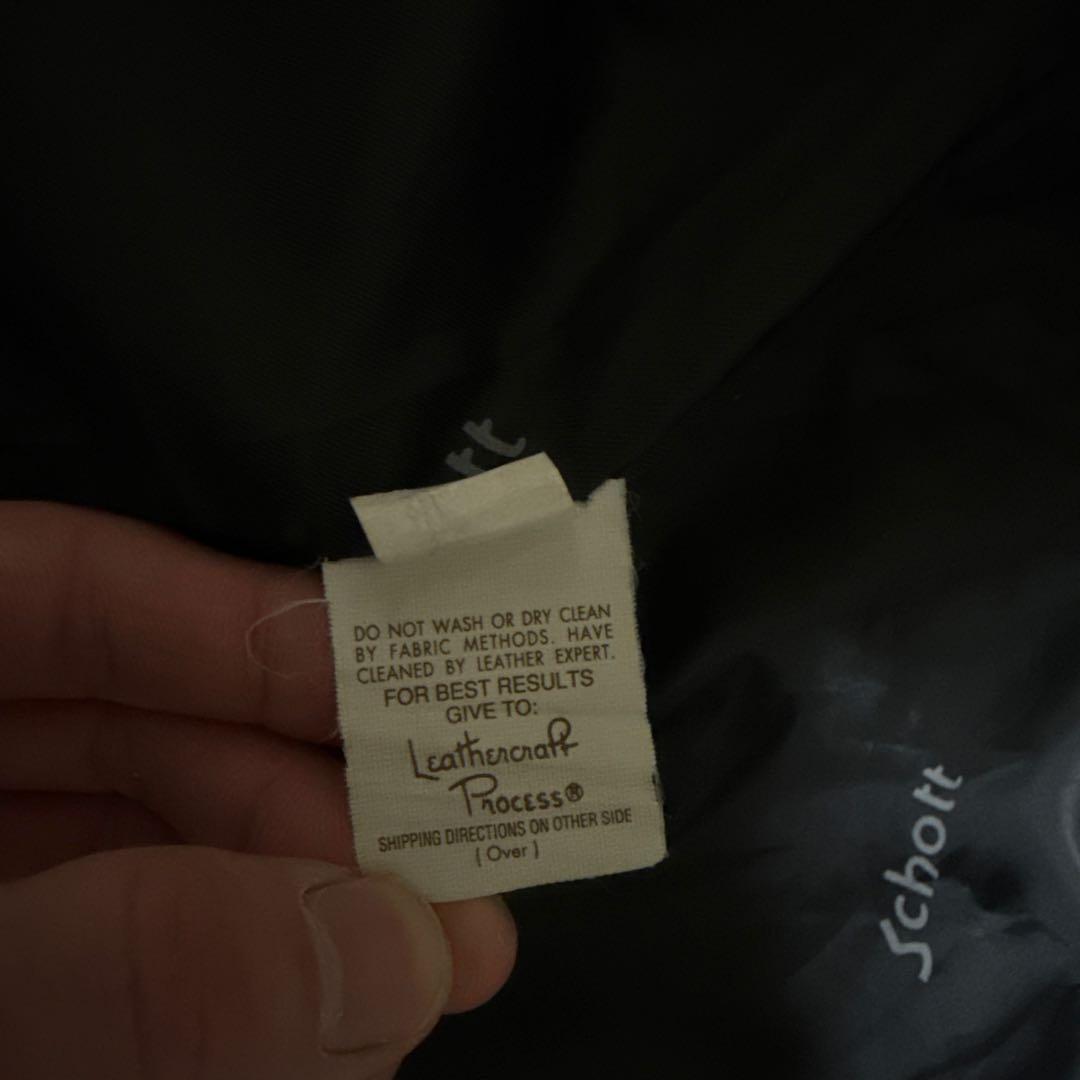 tt
DO NOT WASH OR DRY CLEAN
BY FABRIC METHODS. HAVE
CLEANED BY LEATHER EXPERT.
FOR BEST RESULTS
GIVE TO:
Leathercraft
Process®
SHIPPING DIRECTIONS ON OTHER SIDE
(Over)
Schott